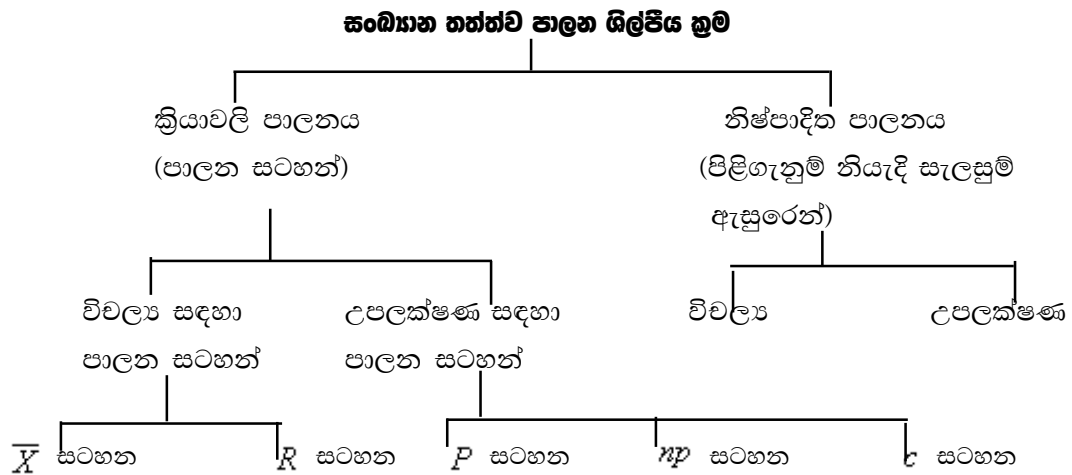 සංඛ්‍යාන තත්ත්ව පාලන ශිල්පීය ක්‍රම
ක්‍රියාවලි පාලනය
(පාලන සටහන්)
නිෂ්පාදිත පාලනය
(පිළිගැනුම් නියැදි සැලසුම්
ඇසුරෙන්)
විචල්‍ය සඳහා
පාලන සටහන්
උපලක්ෂණ සඳහා
පාලන සටහන්
විචල්‍ය
උපලක්ෂණ
X̅ සටහන
R සටහන
P සටහන
np සටහන
c සටහන